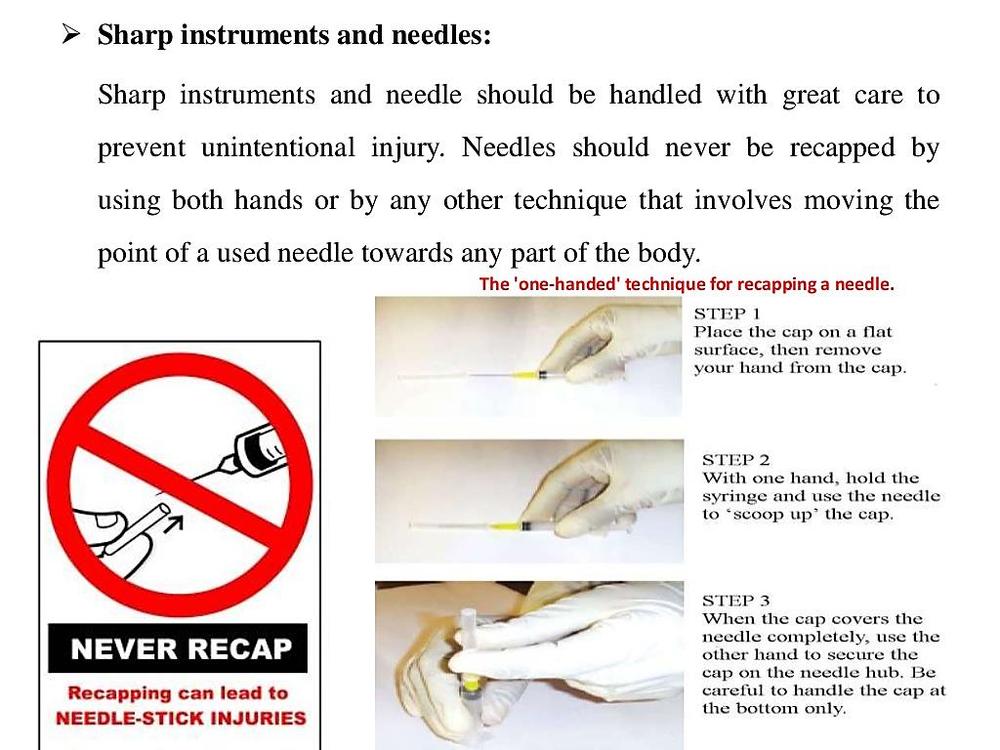 ➢ Sharp instruments and needles:
Sharp instruments and needle should be handled with great care to
prevent unintentional injury. Needles should never be recapped by
using both hands or by any other technique that involves moving the
point of a used needle towards any part of the body.
The 'one-handed' technique for recapping a needle.
STEP 1
Place the cap on a flat
surface, then remove
your hand from the cap.
STEP 2
With one hand, hold the
syringe and use the needle
to ‘scoop up’ the cap.
STEP 3
When the cap covers the
needle completely, use the
other hand to secure the
cap on the needle hub. Be
careful to handle the cap at
the bottom only.
NEVER RECAP
Recapping can lead to
NEEDLE-STICK INJURIES